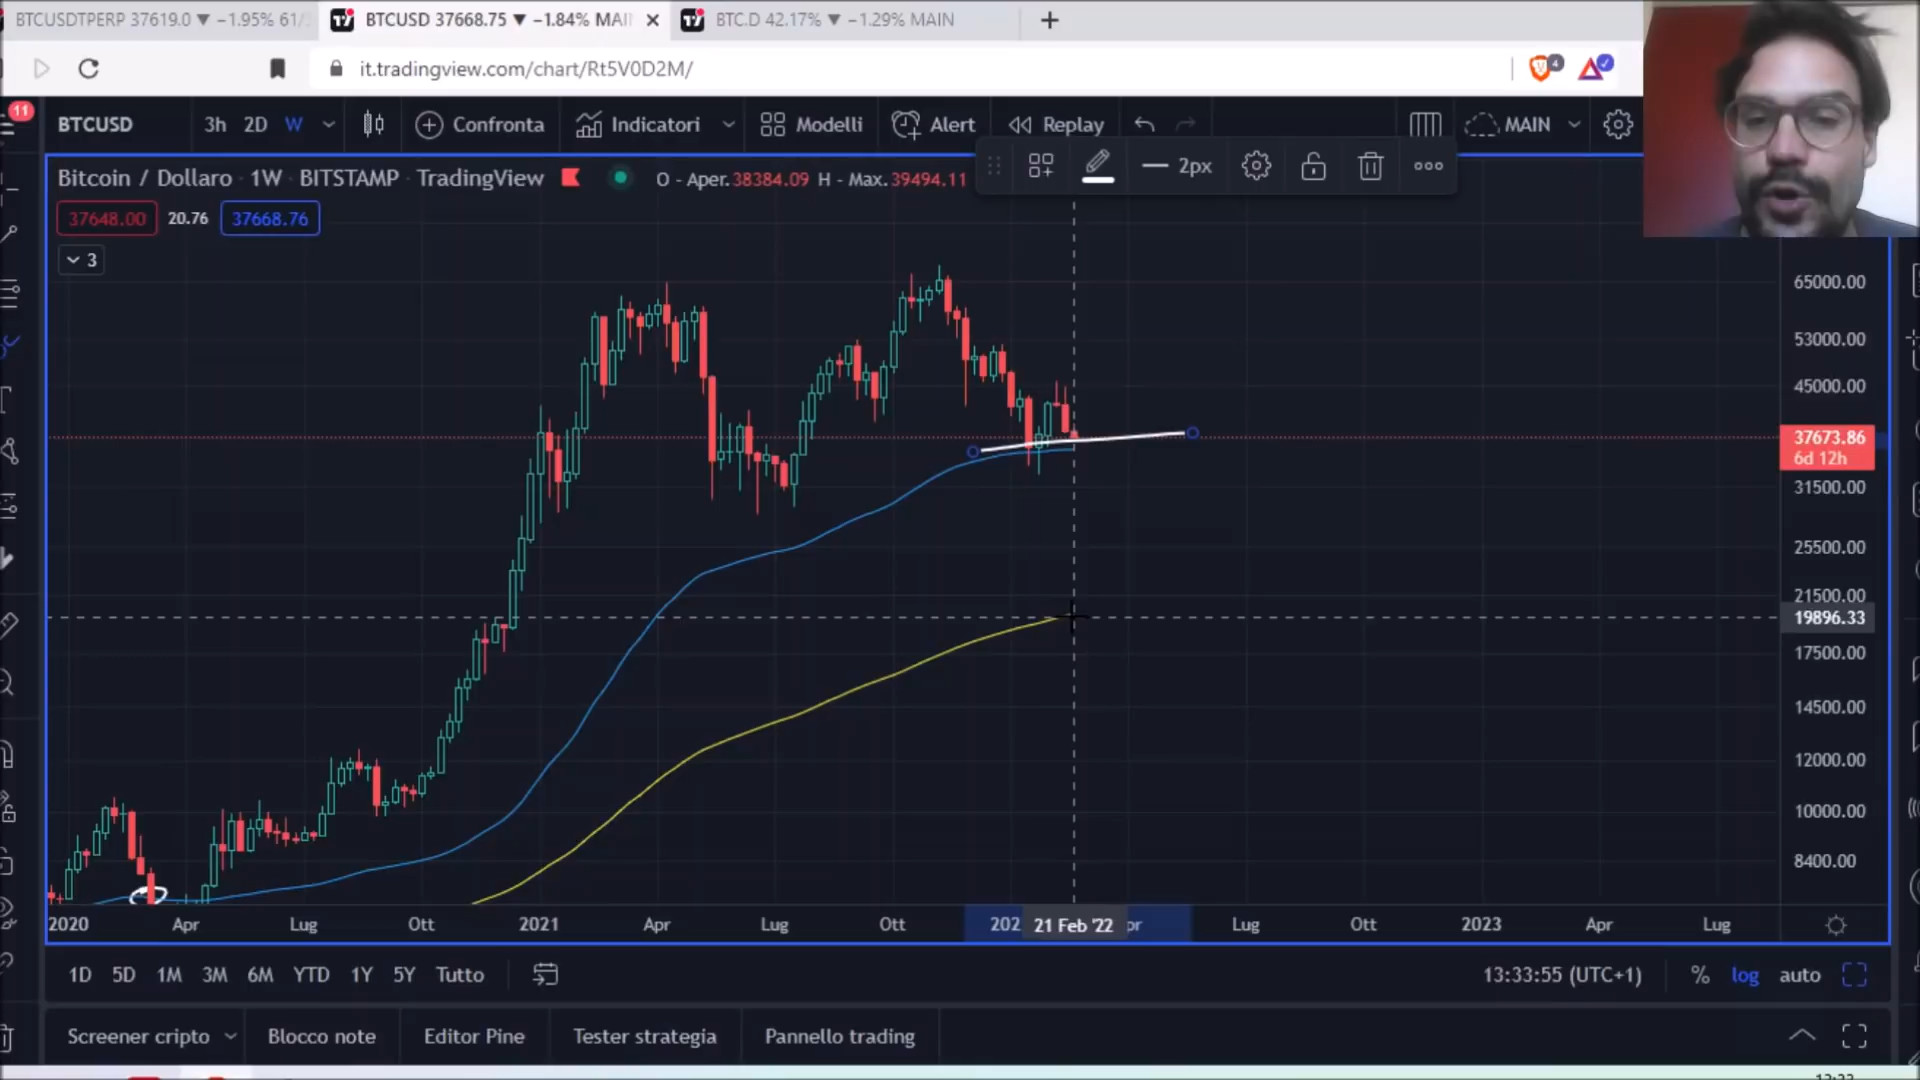 BTCUSDTPERP 37619.0 ▼ −1.95% 61/
BTCUSD 37668.75 ▼ −1.84% MAI
BTC.D 42.17% ▼ −1.29% MAIN
it.tradingview.com/chart/Rt5V0D2M/
4
11
BTCUSD
3h
2D
W
Confronta
Indicatori
Modelli
Alert
Replay
MAIN
2px
Bitcoin / Dollaro · 1W · BITSTAMP · TradingView
O - Aper.38384.09 H - Max.39494.11
37648.00
20.76
37668.76
3
65000.00
53000.00
45000.00
37673.86
6d 12h
31500.00
25500.00
21500.00
19896.33
17500.00
14500.00
12000.00
10000.00
8400.00
2020
Apr
Lug
Ott
2021
Apr
Lug
Ott
202
21 Feb '22
pr
Lug
Ott
2023
Apr
Lug
1D
5D
1M
3M
6M
YTD
1Y
5Y
Tutto
13:33:55 (UTC+1)
%
log
auto
Screener cripto
Blocco note
Editor Pine
Tester strategia
Pannello trading